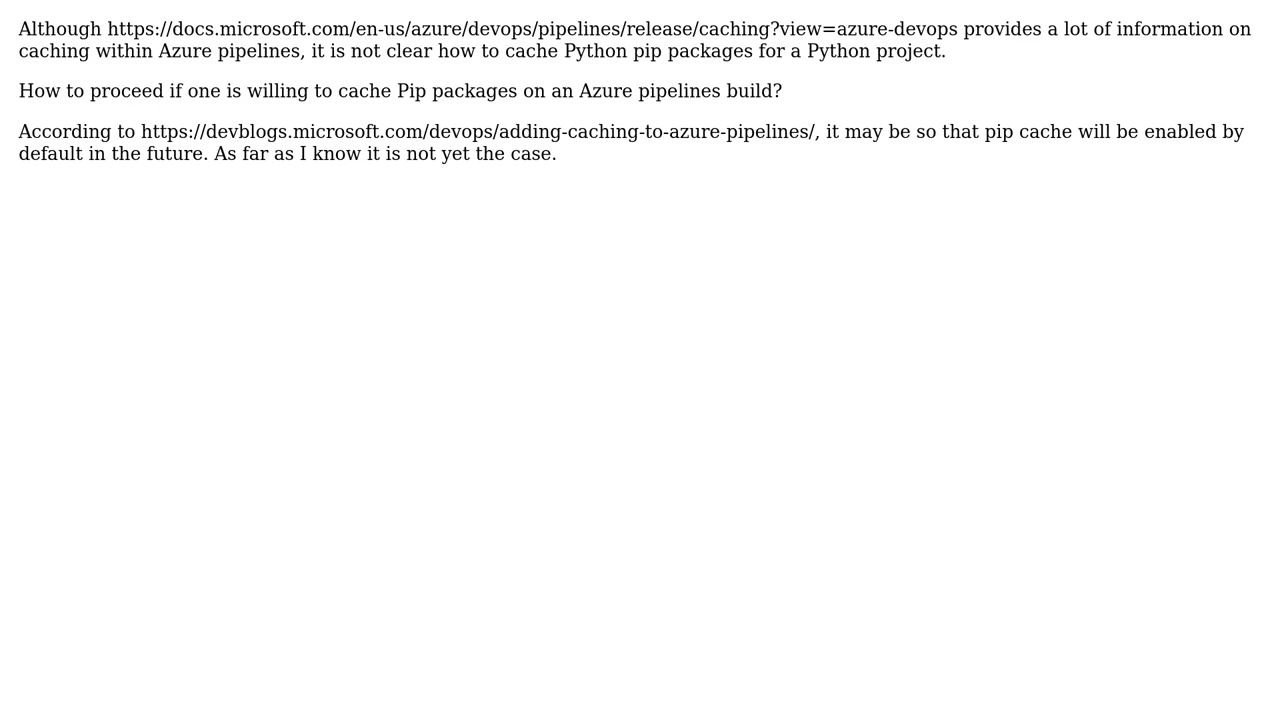 Although https://docs.microsoft.com/en-us/azure/devops/pipelines/release/caching?view=azure-devops provides a lot of information on
caching within Azure pipelines, it is not clear how to cache Python pip packages for a Python project.
How to proceed if one is willing to cache Pip packages on an Azure pipelines build?
According to https://devblogs.microsoft.com/devops/adding-caching-to-azure-pipelines/, it may be so that pip cache will be enabled by
default in the future. As far as I know it is not yet the case.